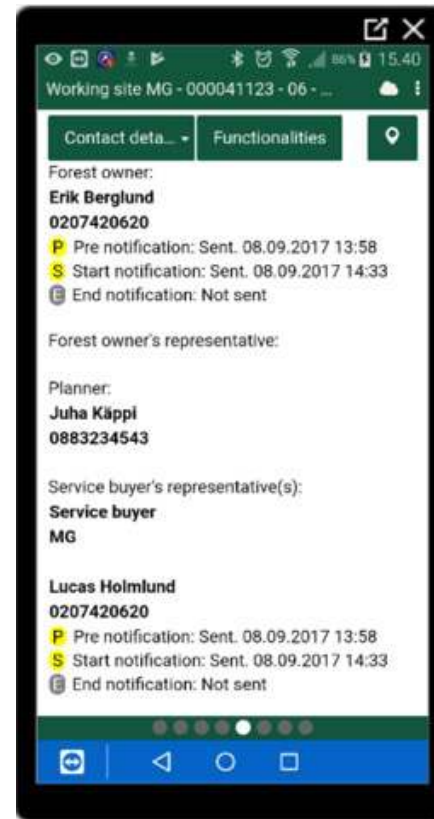 86% 15.40
Working site MG - 000041123 - 06 - ...
Contact deta... Functionalities
Forest owner:
Erik Berglund
0207420620
P Pre notification: Sent. 08.09.2017 13:58
S Start notification: Sent. 08.09.2017 14:33
E End notification: Not sent
Forest owner's representative:
Planner:
Juha Käppi
0883234543
Service buyer's representative(s):
Service buyer
MG
Lucas Holmlund
0207420620
P Pre notification: Sent. 08.09.2017 13:58
S Start notification: Sent. 08.09.2017 14:33
E End notification: Not sent